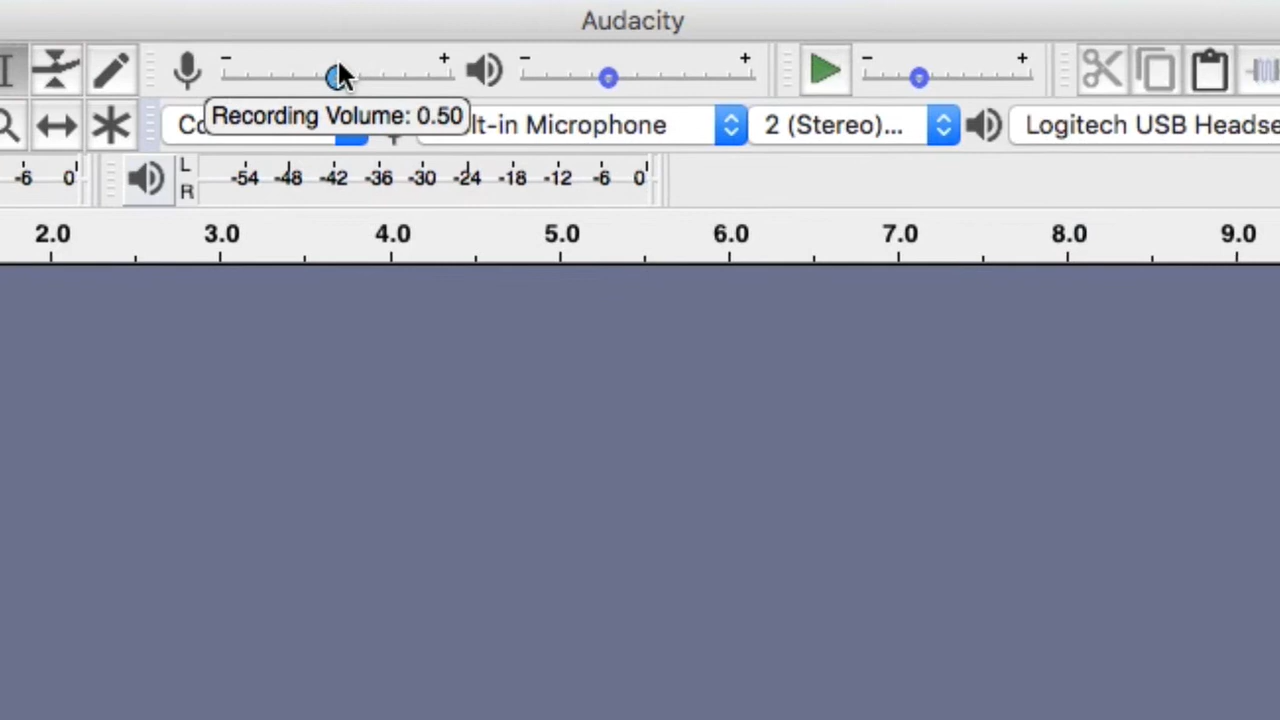 Audacity
- + - + - +
Recording Volume: 0.50
Co lt-in Microphone 2 (Stereo)... Logitech USB Headse
-6 0 L R -54 -48 -42 -36 -30 -24 -18 -12 -6 0
2.0 3.0 4.0 5.0 6.0 7.0 8.0 9.0